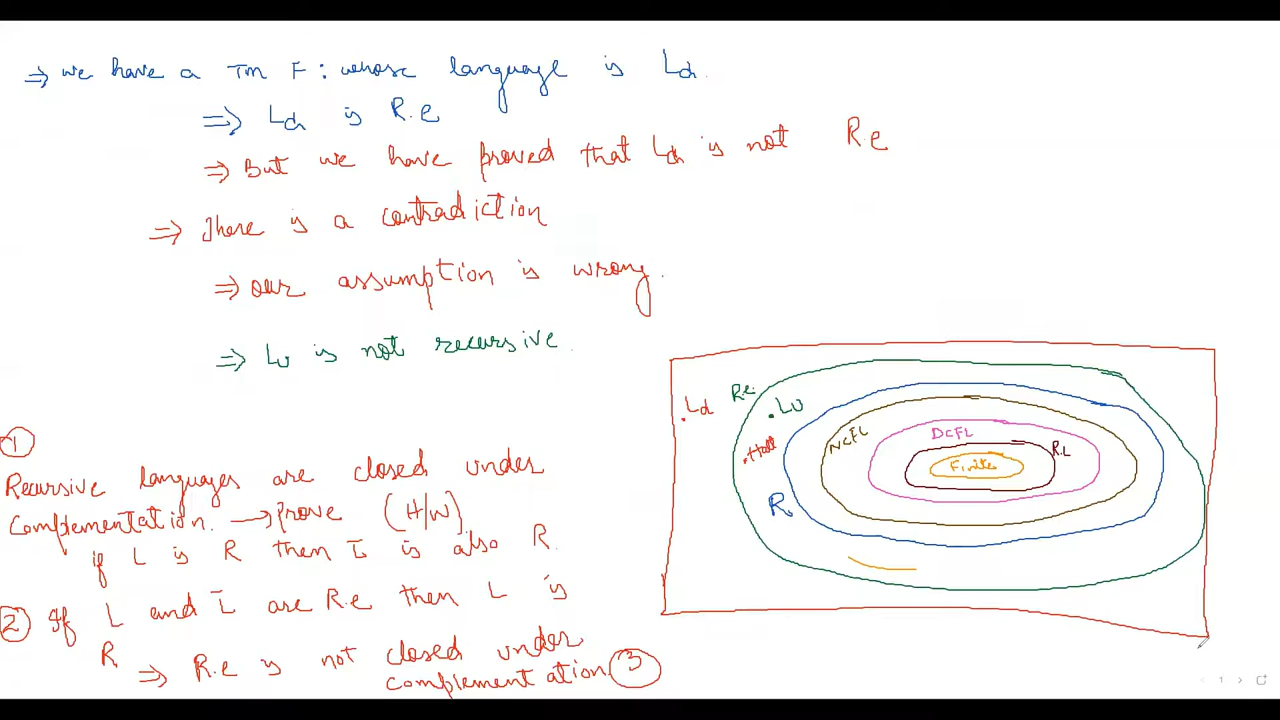 ⇒ we have a TM F : whose language is Ld.
⇒ Ld is R.e
⇒ But we have proved that Ld is not R.e
⇒ There is a contradiction
⇒ our assumption is wrong.
⇒ Lu is not recursive.
①
Recursive languages are closed under
complementation. → prove (H/W)
if L is R then L̅ is also R.
② If L and L̅ are R.e then L is
R ⇒ R.e is not closed under
complementation ③
Ld
R.e
Lu
Halt
NCFL
DCFL
R.L
Finite
R
1